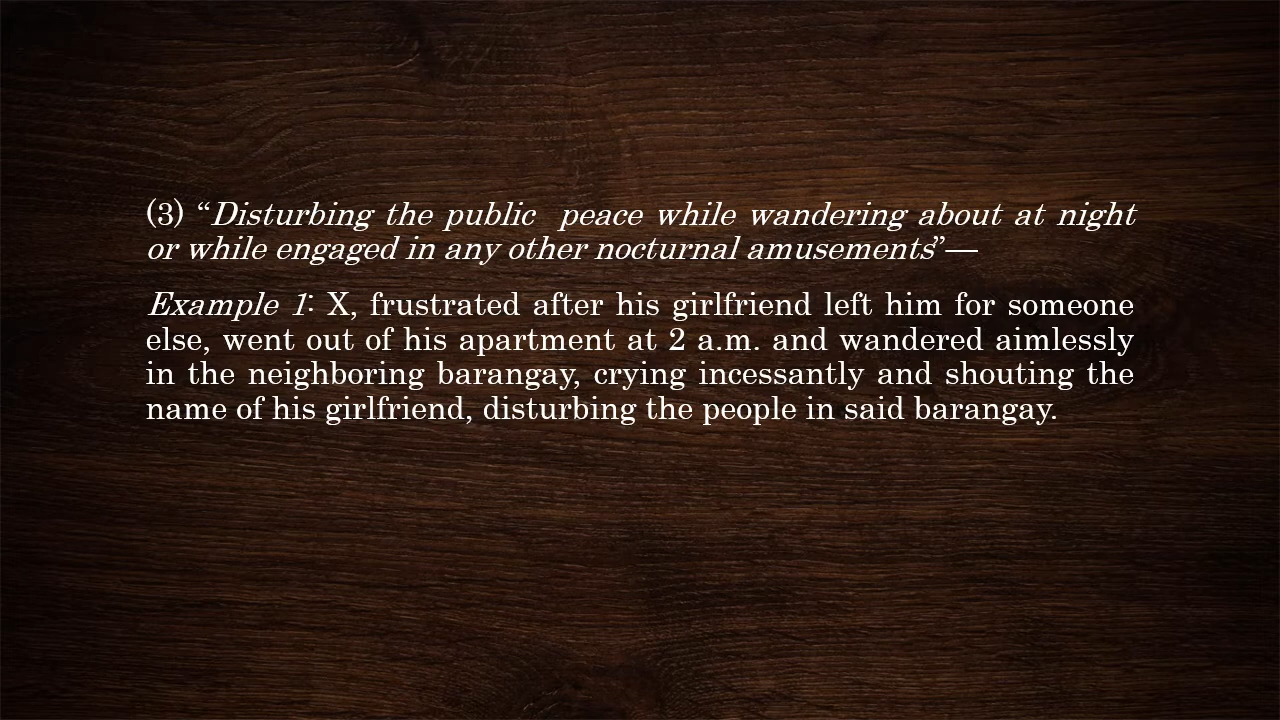 (3) “Disturbing the public  peace while wandering about at night
or while engaged in any other nocturnal amusements”—
Example 1: X, frustrated after his girlfriend left him for someone
else, went out of his apartment at 2 a.m. and wandered aimlessly
in the neighboring barangay, crying incessantly and shouting the
name of his girlfriend, disturbing the people in said barangay.